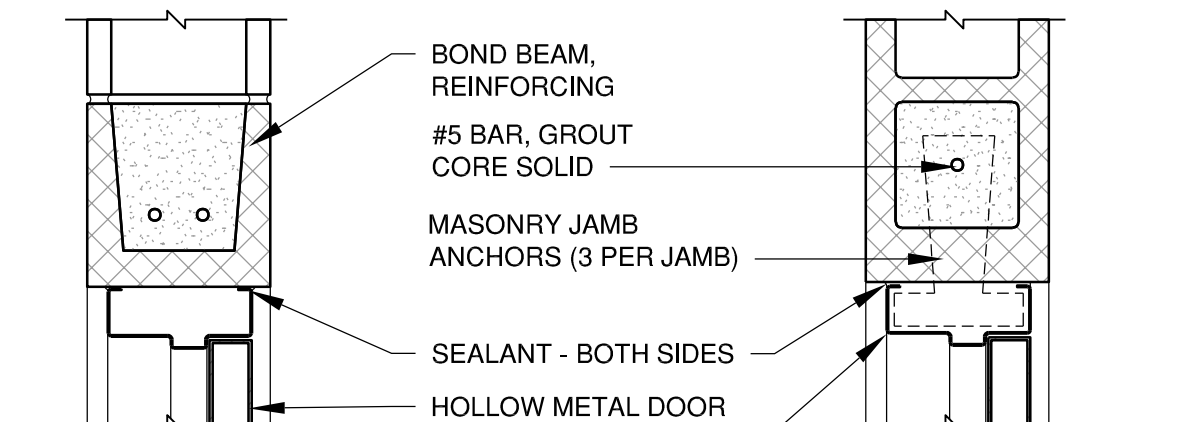 BOND BEAM,
REINFORCING
#5 BAR, GROUT
CORE SOLID
MASONRY JAMB
ANCHORS (3 PER JAMB)
SEALANT - BOTH SIDES
HOLLOW METAL DOOR